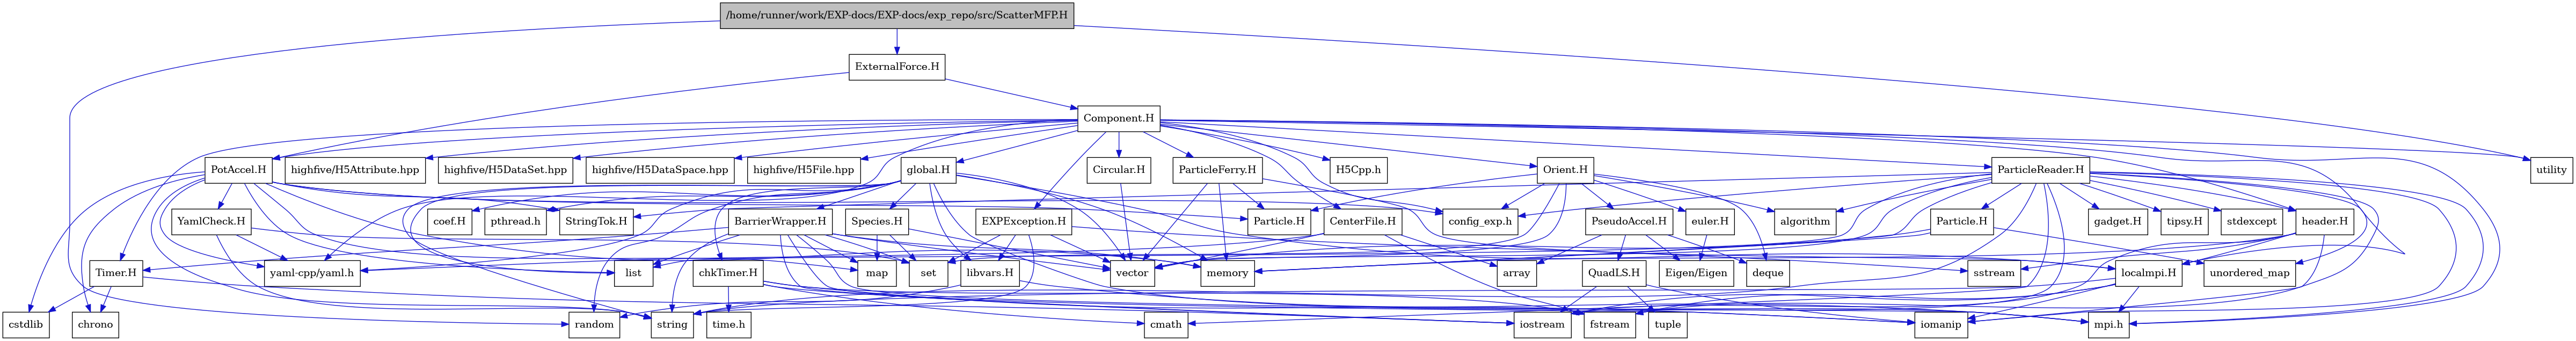 /home/runner/work/EXP-docs/EXP-docs/exp_repo/src/ScatterMFP.H
ExternalForce.H
Component.H
PotAccel.H
highfive/H5Attribute.hpp
highfive/H5DataSet.hpp
highfive/H5DataSpace.hpp
highfive/H5File.hpp
global.H
Circular.H
ParticleFerry.H
H5Cpp.h
Orient.H
ParticleReader.H
utility
YamlCheck.H
coef.H
pthread.h
StringTok.H
BarrierWrapper.H
Species.H
EXPException.H
Particle.H
CenterFile.H
config_exp.h
PseudoAccel.H
euler.H
algorithm
Particle.H
gadget.H
tipsy.H
stdexcept
header.H
Timer.H
yaml-cpp/yaml.h
list
chkTimer.H
map
set
libvars.H
vector
memory
array
QuadLS.H
Eigen/Eigen
deque
sstream
localmpi.H
unordered_map
cstdlib
chrono
random
string
time.h
cmath
iostream
fstream
tuple
iomanip
mpi.h